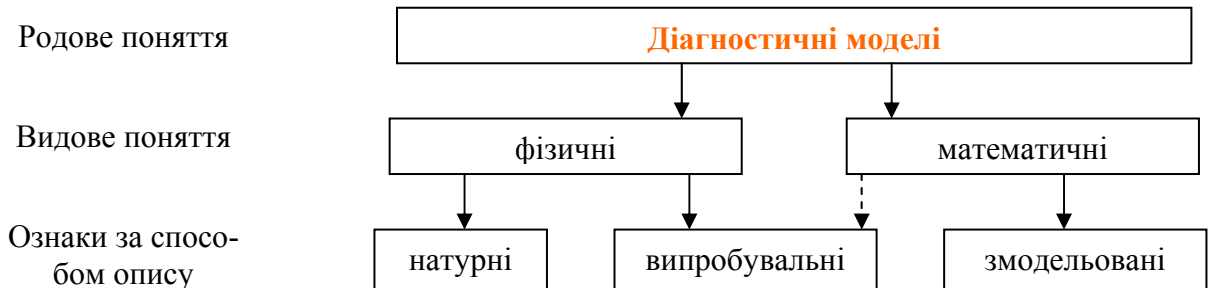 Родове поняття
Діагностичні моделі
Видове поняття
фізичні
математичні
Ознаки за спосо-
бом опису
натурні
випробувальні
змодельовані